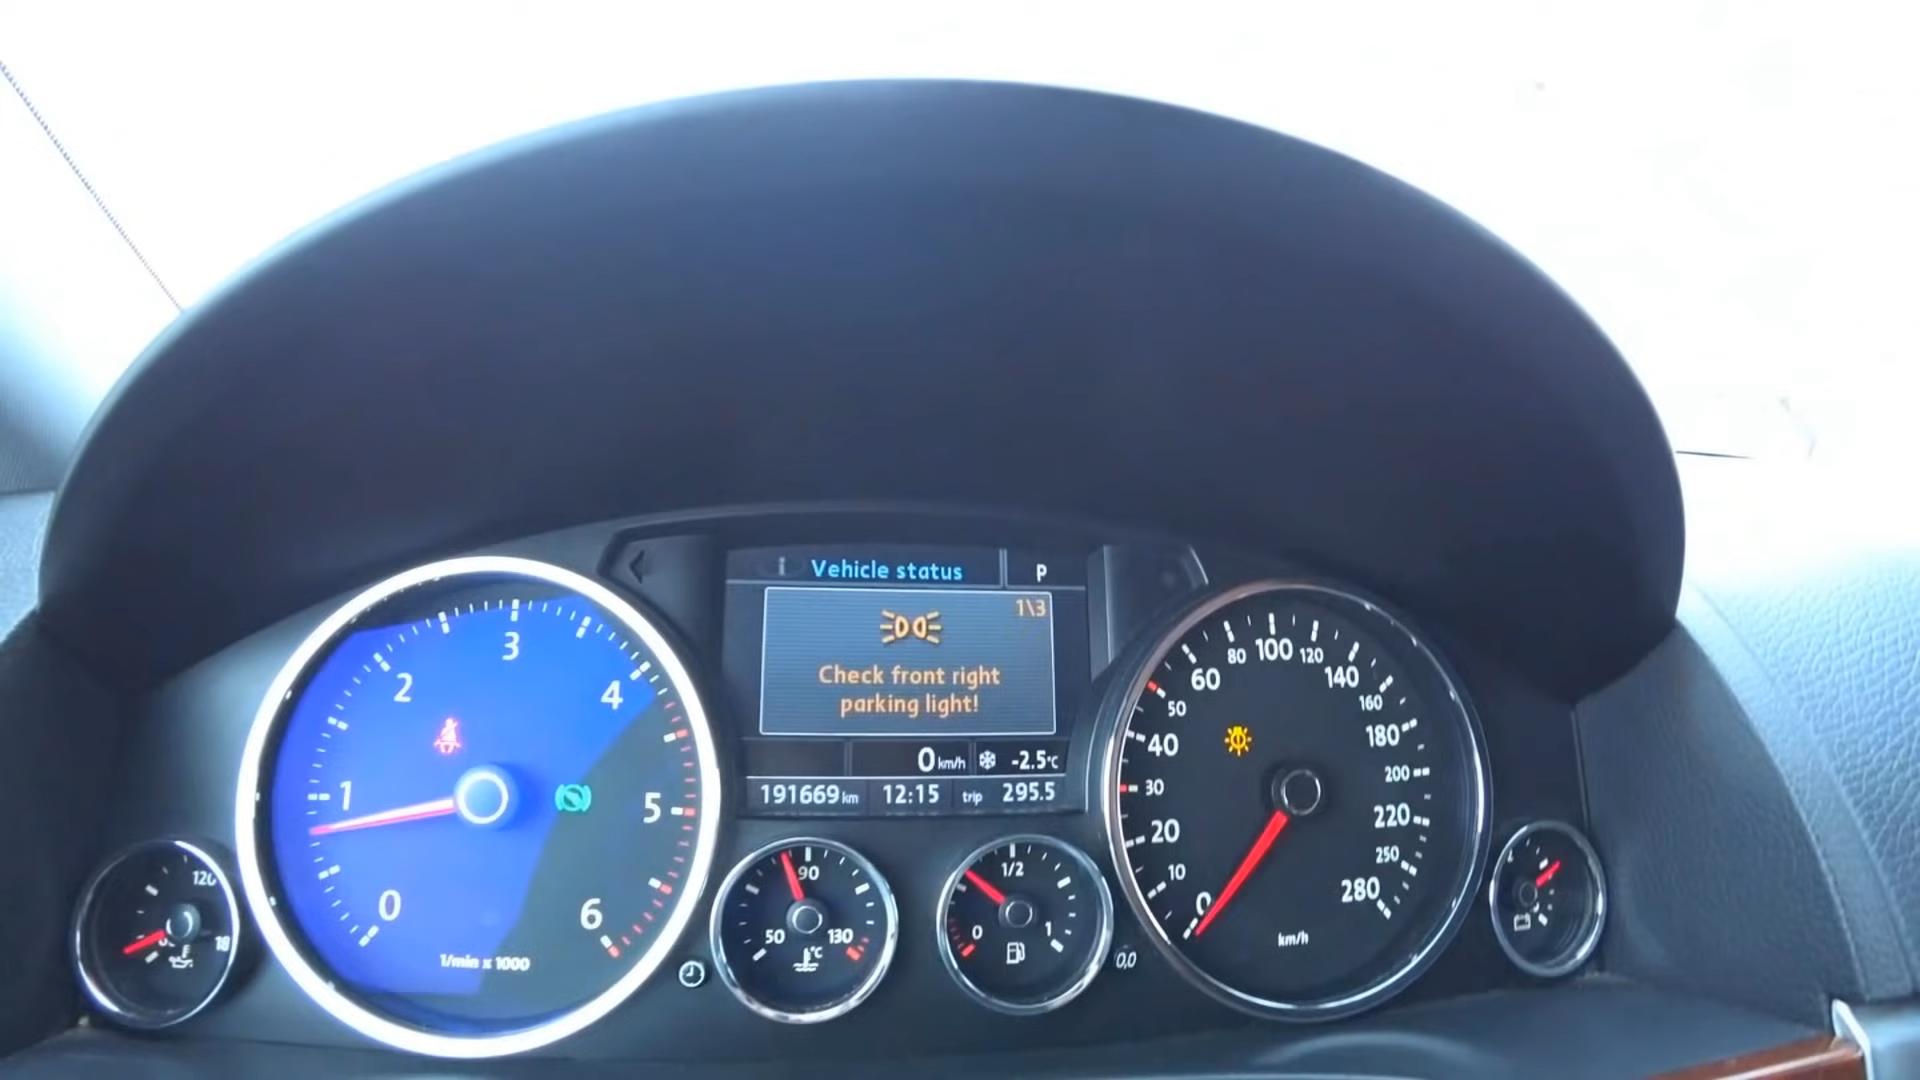 Vehicle status P
1\3
Check front right
parking light!
0 km/h -2.5°C
191669 km 12:15 trip 295.5
0 1 2 3 4 5 6
1/min x 1000
50 90 130
°C
0 1/2 1
0,0
0 10 20 30 40 50 60 80 100 120 140 160 180 200 220 250 280
km/h
120